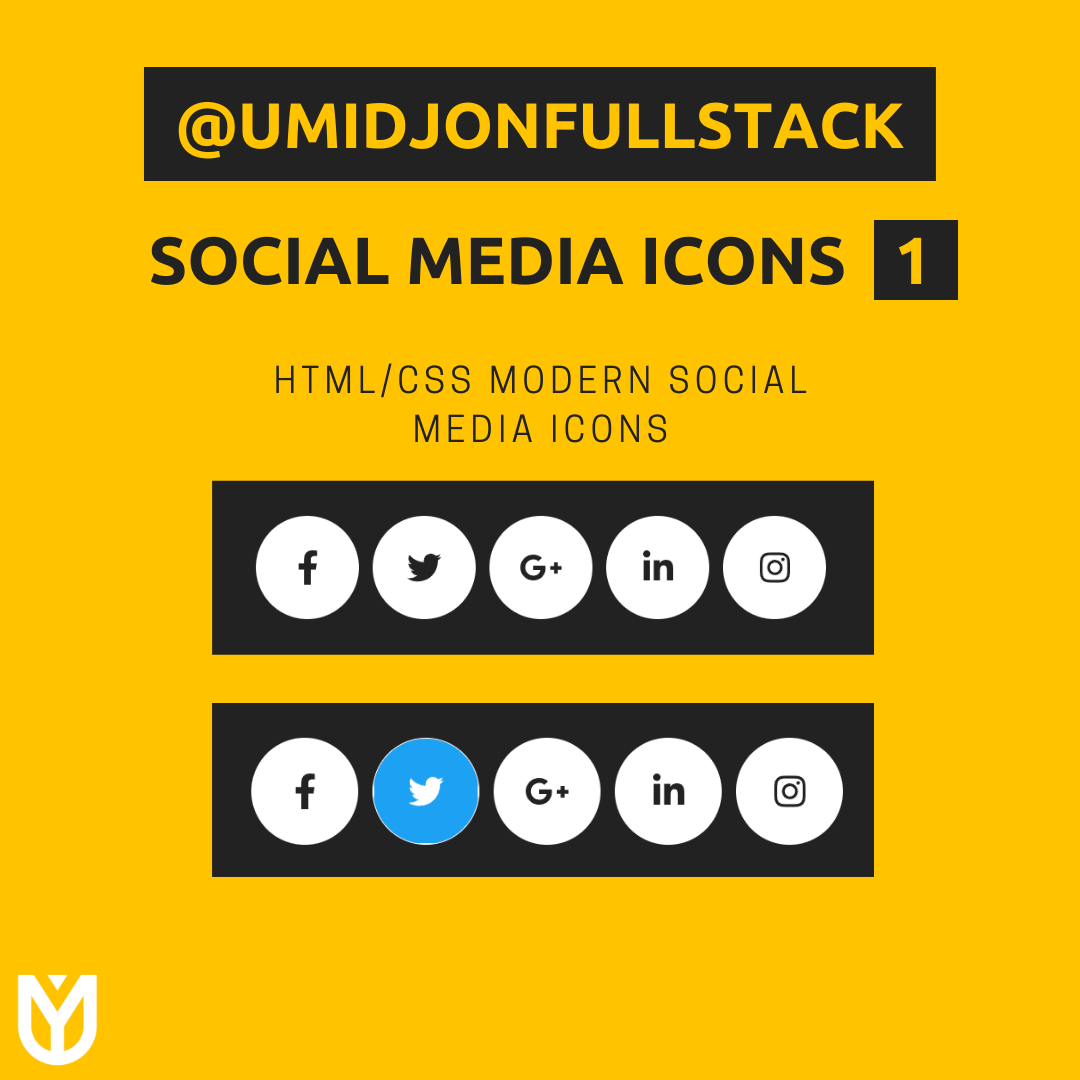 @UMIDJONFULLSTACK
SOCIAL MEDIA ICONS 1
HTML/CSS MODERN SOCIAL
MEDIA ICONS
f G+ in
f G+ in